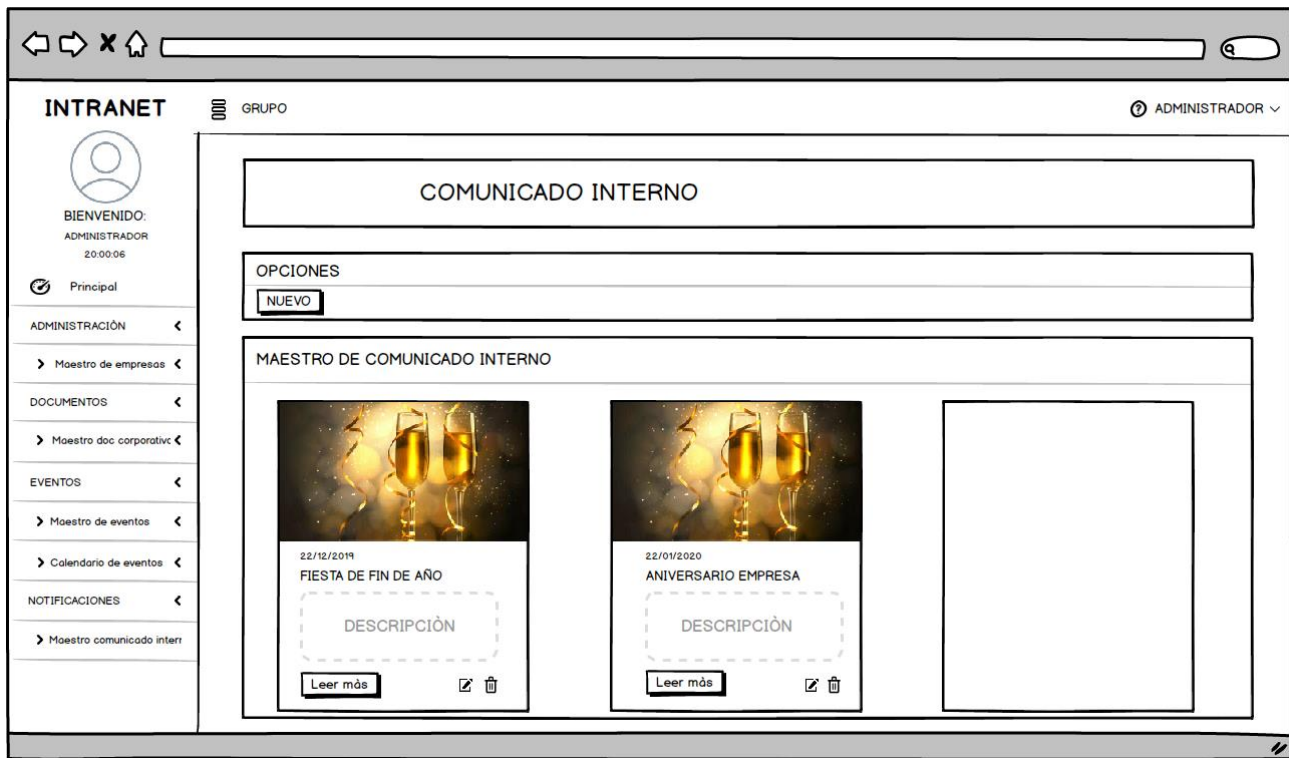 INTRANET
GRUPO
ADMINISTRADOR
BIENVENIDO:
ADMINISTRADOR
20:00:06
Principal
ADMINISTRACIÒN
Maestro de empresas
DOCUMENTOS
Maestro doc corporativc
EVENTOS
Maestro de eventos
Calendario de eventos
NOTIFICACIONES
Maestro comunicado interr
COMUNICADO INTERNO
OPCIONES
NUEVO
MAESTRO DE COMUNICADO INTERNO
22/12/2019
FIESTA DE FIN DE AÑO
DESCRIPCIÒN
Leer màs
22/01/2020
ANIVERSARIO EMPRESA
DESCRIPCIÒN
Leer màs